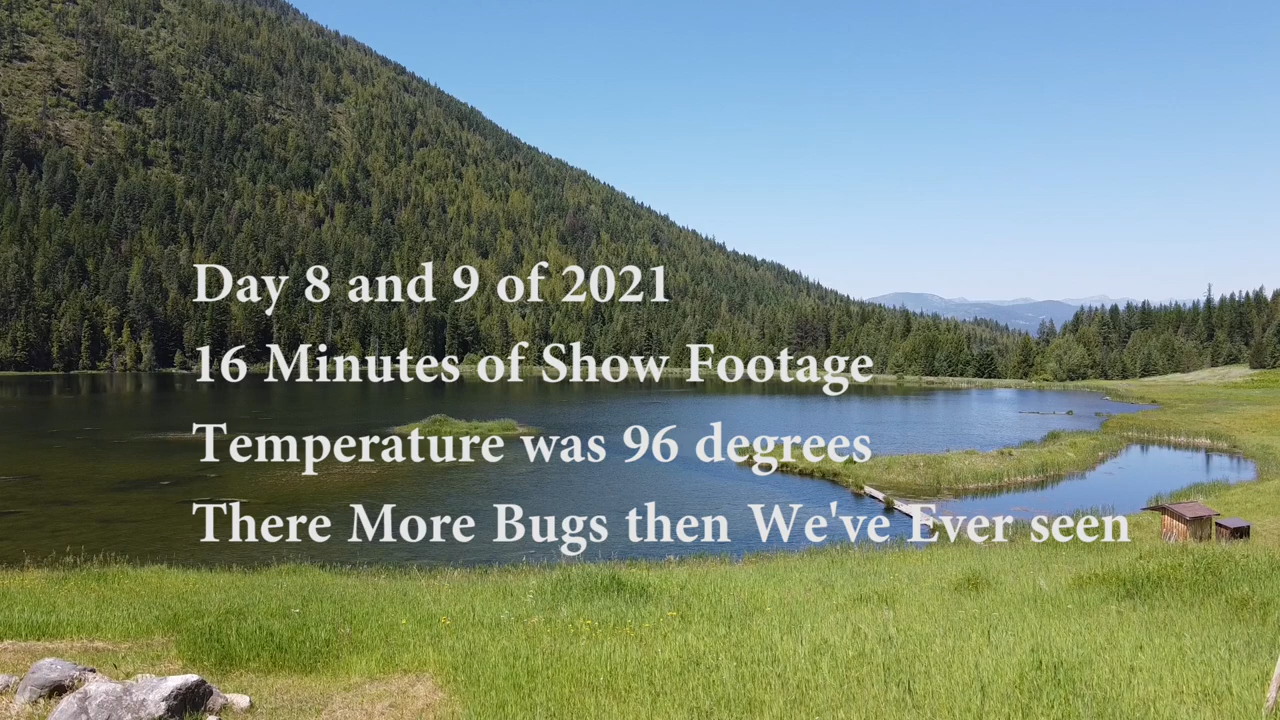 Day 8 and 9 of 2021
16 Minutes of Show Footage
Temperature was 96 degrees
There More Bugs then We've Ever seen